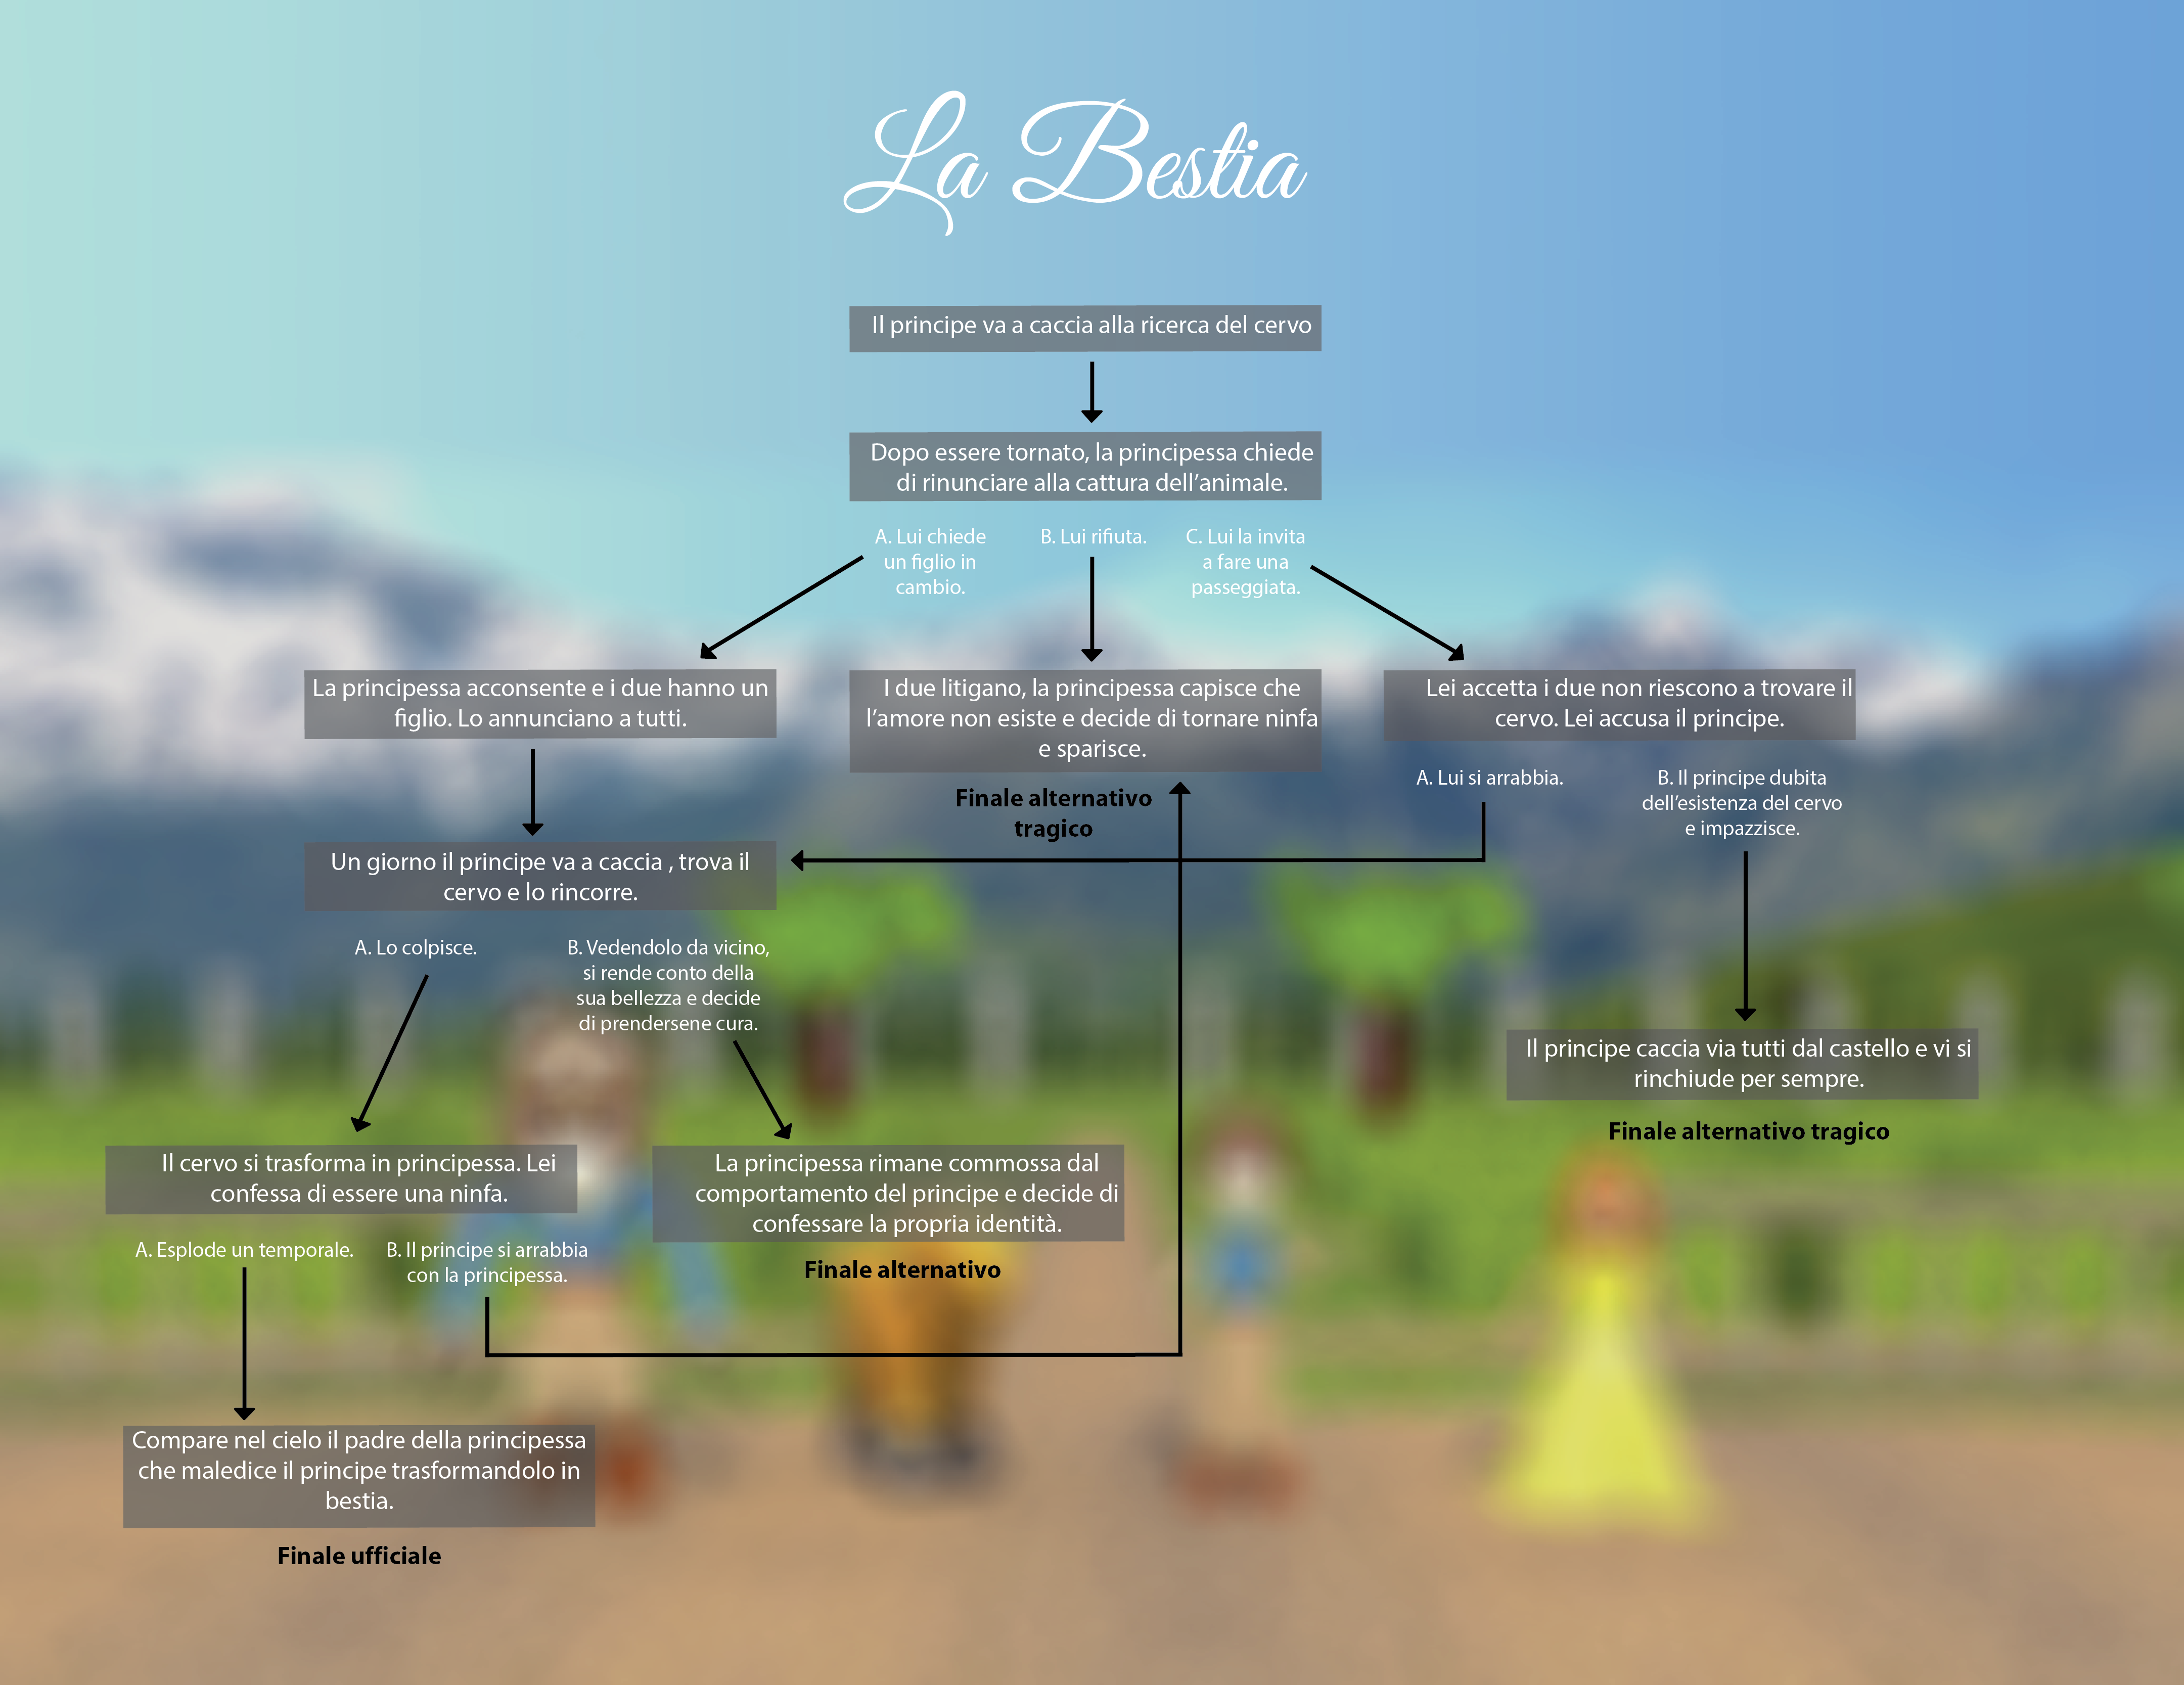 La Bestia
Il principe va a caccia alla ricerca del cervo
Dopo essere tornato, la principessa chiede
di rinunciare alla cattura dell'animale.
A. Lui chiede
un figlio in
cambio.
B. Lui rifiuta.
C. Lui la invita
a fare una
passeggiata.
La principessa acconsente e i due hanno un
figlio. Lo annunciano a tutti.
I due litigano, la principessa capisce che
l'amore non esiste e decide di tornare ninfa
e sparisce.
Finale alternativo
tragico
Lei accetta i due non riescono a trovare il
cervo. Lei accusa il principe.
A. Lui si arrabbia.
B. Il principe dubita
dell'esistenza del cervo
e impazzisce.
Un giorno il principe va a caccia , trova il
cervo e lo rincorre.
A. Lo colpisce.
B. Vedendolo da vicino,
si rende conto della
sua bellezza e decide
di prendersene cura.
Il principe caccia via tutti dal castello e vi si
rinchiude per sempre.
Finale alternativo tragico
Il cervo si trasforma in principessa. Lei
confessa di essere una ninfa.
La principessa rimane commossa dal
comportamento del principe e decide di
confessare la propria identità.
Finale alternativo
A. Esplode un temporale.
B. Il principe si arrabbia
con la principessa.
Compare nel cielo il padre della principessa
che maledice il principe trasformandolo in
bestia.
Finale ufficiale